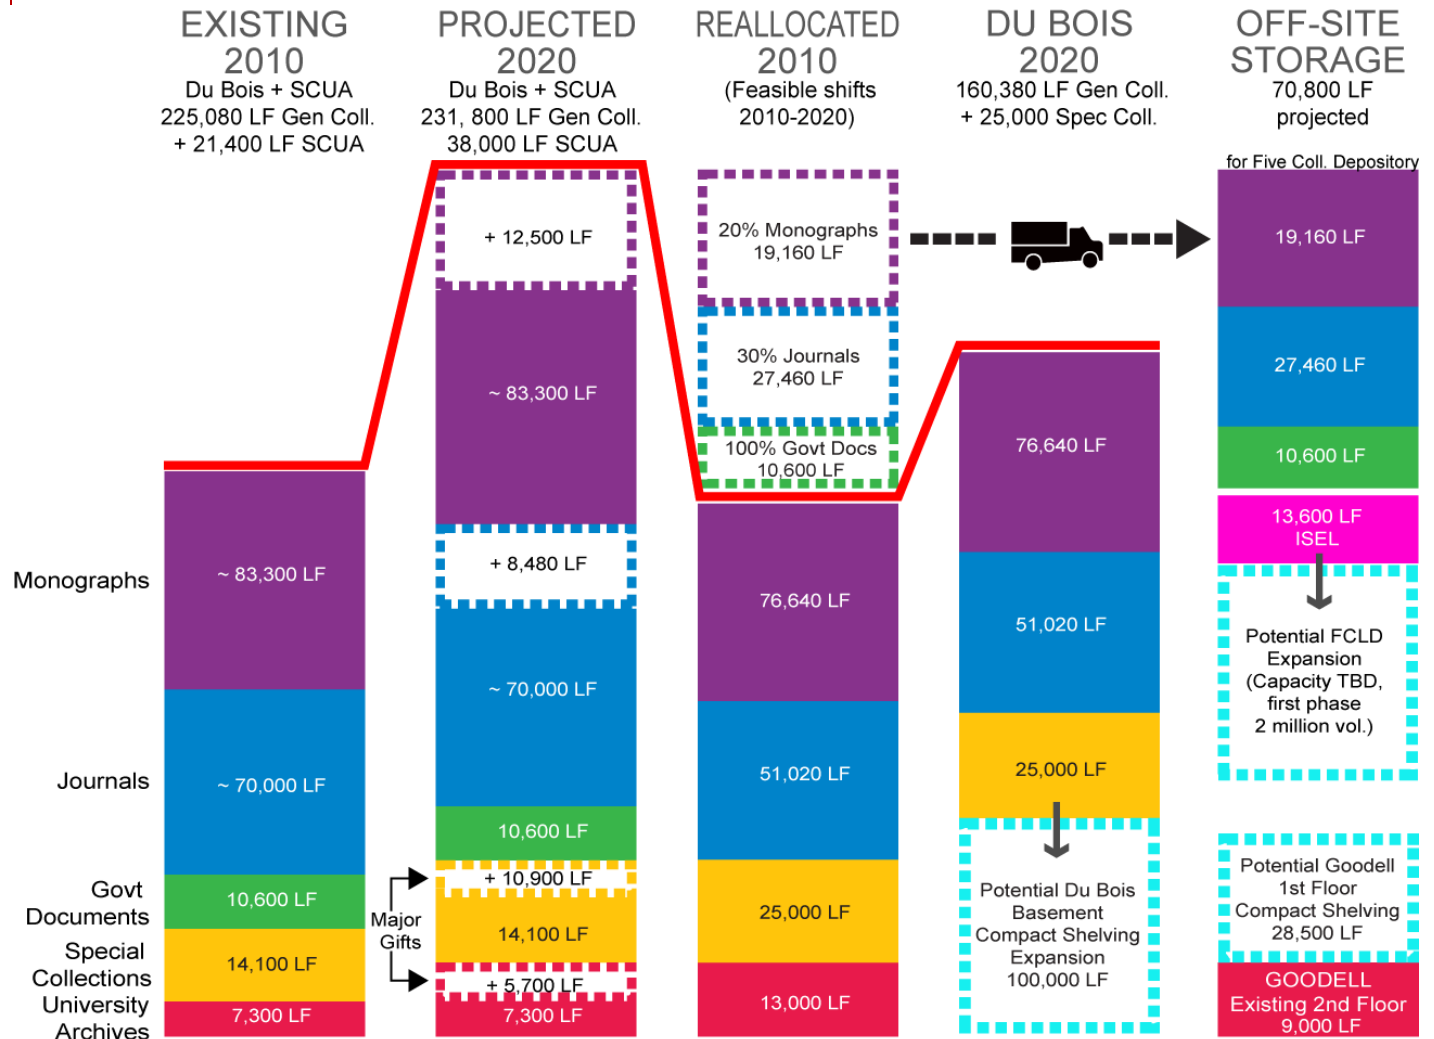 EXISTING
2010
Du Bois + SCUA
225,080 LF Gen Coll.
+ 21,400 LF SCUA
PROJECTED
2020
Du Bois + SCUA
231, 800 LF Gen Coll.
38,000 LF SCUA
REALLOCATED
2010
(Feasible shifts
2010-2020)
DU BOIS
2020
160,380 LF Gen Coll.
+ 25,000 Spec Coll.
OFF-SITE
STORAGE
70,800 LF
projected
for Five Coll. Depository
Monographs
Journals
Govt
Documents
Special
Collections
University
Archives
~ 83,300 LF
~ 70,000 LF
10,600 LF
14,100 LF
7,300 LF
Major
Gifts
+ 12,500 LF
~ 83,300 LF
+ 8,480 LF
~ 70,000 LF
10,600 LF
+ 10,900 LF
14,100 LF
+ 5,700 LF
7,300 LF
20% Monographs
19,160 LF
30% Journals
27,460 LF
100% Govt Docs
10,600 LF
76,640 LF
51,020 LF
25,000 LF
13,000 LF
76,640 LF
51,020 LF
25,000 LF
Potential Du Bois
Basement
Compact Shelving
Expansion
100,000 LF
19,160 LF
27,460 LF
10,600 LF
13,600 LF
ISEL
Potential FCLD
Expansion
(Capacity TBD,
first phase
2 million vol.)
Potential Goodell
1st Floor
Compact Shelving
28,500 LF
GOODELL
Existing 2nd Floor
9,000 LF